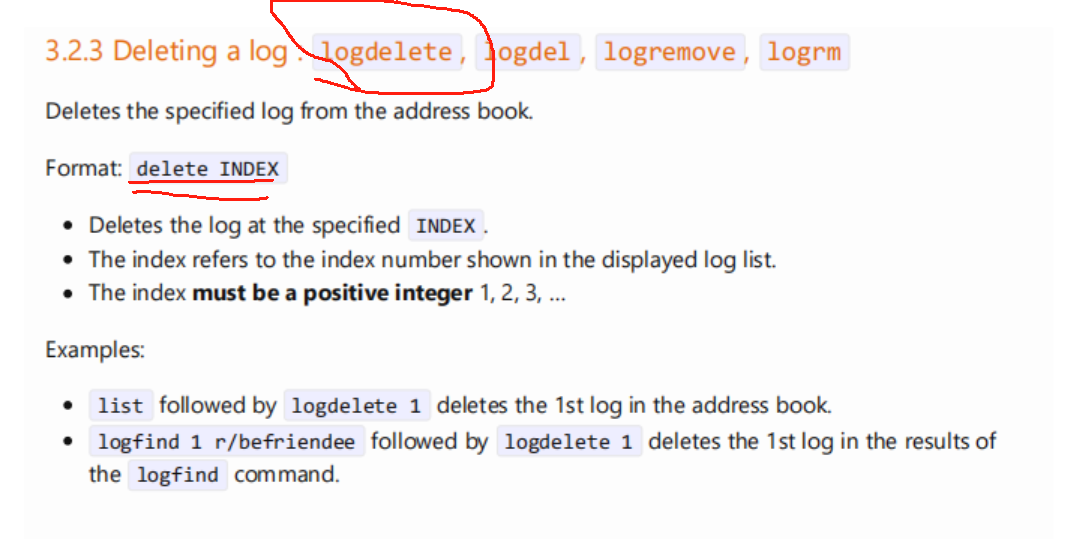 3.2.3 Deleting a log : logdelete, logdel, logremove, logrm
Deletes the specified log from the address book.
Format: delete INDEX
• Deletes the log at the specified INDEX.
• The index refers to the index number shown in the displayed log list.
• The index must be a positive integer 1, 2, 3, …
Examples:
• list followed by logdelete 1 deletes the 1st log in the address book.
• logfind 1 r/befriendee followed by logdelete 1 deletes the 1st log in the results of
the logfind command.